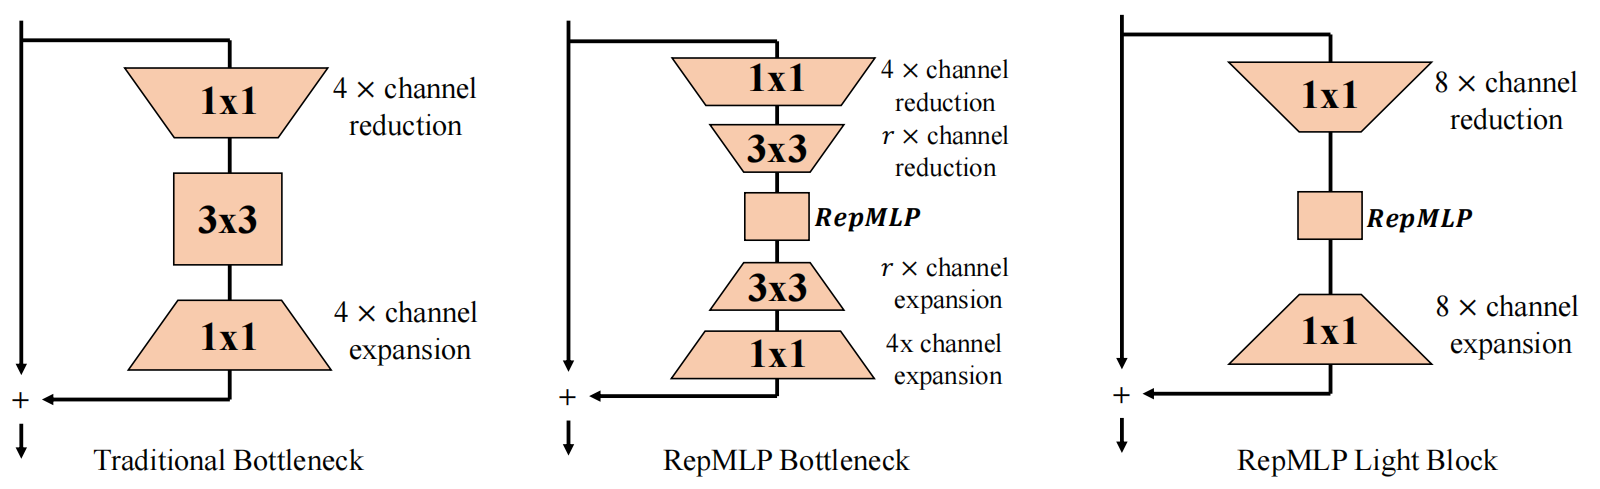 1x1
4 × channel
reduction
3x3
1x1
4 × channel
expansion
+
Traditional Bottleneck
1x1
4 × channel
reduction
3x3
r × channel
reduction
RepMLP
3x3
r × channel
expansion
1x1
4x channel
expansion
+
RepMLP Bottleneck
1x1
8 × channel
reduction
RepMLP
1x1
8 × channel
expansion
+
RepMLP Light Block